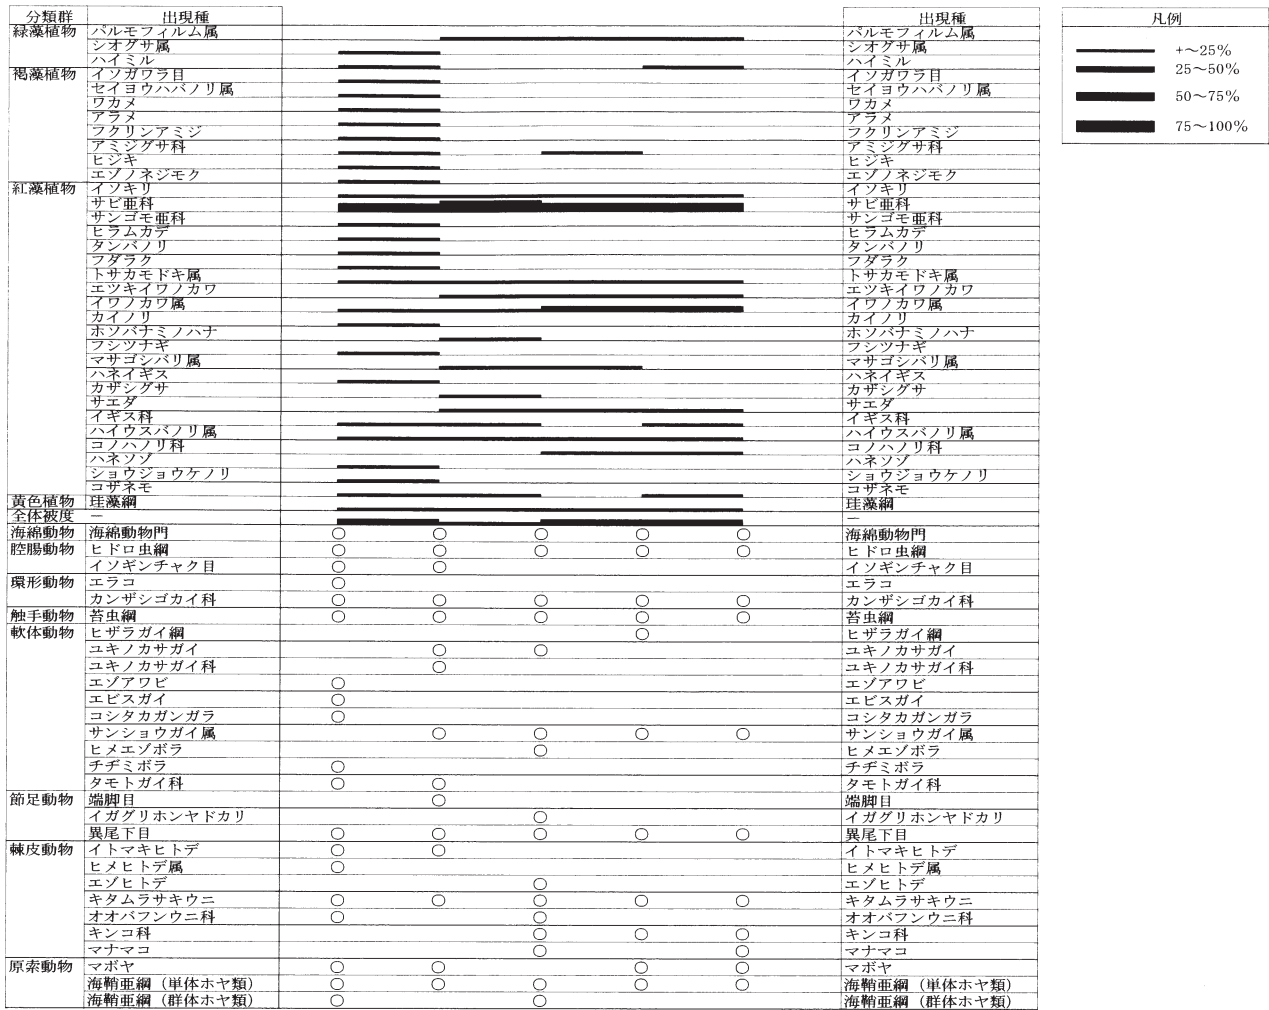 分類群 出現種 出現種 凡例
緑藻植物 パルモフィルム属 パルモフィルム属
シオグサ属 シオグサ属
ハイミル ハイミル
褐藻植物 イソガワラ目 イソガワラ目
セイヨウハバノリ属 セイヨウハバノリ属
ワカメ ワカメ
アラメ アラメ
フクリンアミジ フクリンアミジ
アミジグサ科 アミジグサ科
ヒジキ ヒジキ
エゾノネジモク エゾノネジモク
紅藻植物 イソキリ イソキリ
サビ亜科 サビ亜科
サンゴモ亜科 サンゴモ亜科
ヒラムカデ ヒラムカデ
タンバノリ タンバノリ
フダラク フダラク
トサカモドキ属 トサカモドキ属
エツキイワノカワ エツキイワノカワ
イワノカワ属 イワノカワ属
カイノリ カイノリ
ホソバナミノハナ ホソバナミノハナ
フシツナギ フシツナギ
マサゴシバリ属 マサゴシバリ属
ハネイギス ハネイギス
カザシグサ カザシグサ
サエダ サエダ
イギス科 イギス科
ハイウスバノリ属 ハイウスバノリ属
コノハノリ科 コノハノリ科
ハネソゾ ハネソゾ
ショウジョウケノリ ショウジョウケノリ
コザネモ コザネモ
黄色植物 珪藻綱 珪藻綱
全体被度 － －
海綿動物 海綿動物門 ○ ○ ○ ○ ○ 海綿動物門
腔腸動物 ヒドロ虫綱 ○ ○ ○ ○ ○ ヒドロ虫綱
イソギンチャク目 ○ ○ イソギンチャク目
環形動物 エラコ ○ エラコ
カンザシゴカイ科 ○ ○ ○ ○ ○ カンザシゴカイ科
触手動物 苔虫綱 ○ ○ ○ ○ ○ 苔虫綱
軟体動物 ヒザラガイ綱 ○ ヒザラガイ綱
ユキノカサガイ ○ ○ ユキノカサガイ
ユキノカサガイ科 ○ ユキノカサガイ科
エゾアワビ ○ エゾアワビ
エビスガイ ○ エビスガイ
コシタカガンガラ ○ コシタカガンガラ
サンショウガイ属 ○ ○ ○ ○ サンショウガイ属
ヒメエゾボラ ○ ヒメエゾボラ
チヂミボラ ○ チヂミボラ
タモトガイ科 ○ ○ タモトガイ科
節足動物 端脚目 ○ 端脚目
イガグリホンヤドカリ ○ イガグリホンヤドカリ
異尾下目 ○ ○ ○ ○ ○ 異尾下目
棘皮動物 イトマキヒトデ ○ ○ イトマキヒトデ
ヒメヒトデ属 ○ ヒメヒトデ属
エゾヒトデ ○ エゾヒトデ
キタムラサキウニ ○ ○ ○ ○ ○ キタムラサキウニ
オオバフンウニ科 ○ ○ オオバフンウニ科
キンコ科 ○ ○ ○ キンコ科
マナマコ ○ ○ マナマコ
原索動物 マボヤ ○ ○ ○ ○ マボヤ
海鞘亜綱（単体ホヤ類） ○ ○ ○ ○ ○ 海鞘亜綱（単体ホヤ類）
海鞘亜綱（群体ホヤ類） ○ ○ 海鞘亜綱（群体ホヤ類）
+～25%
25～50%
50～75%
75～100%